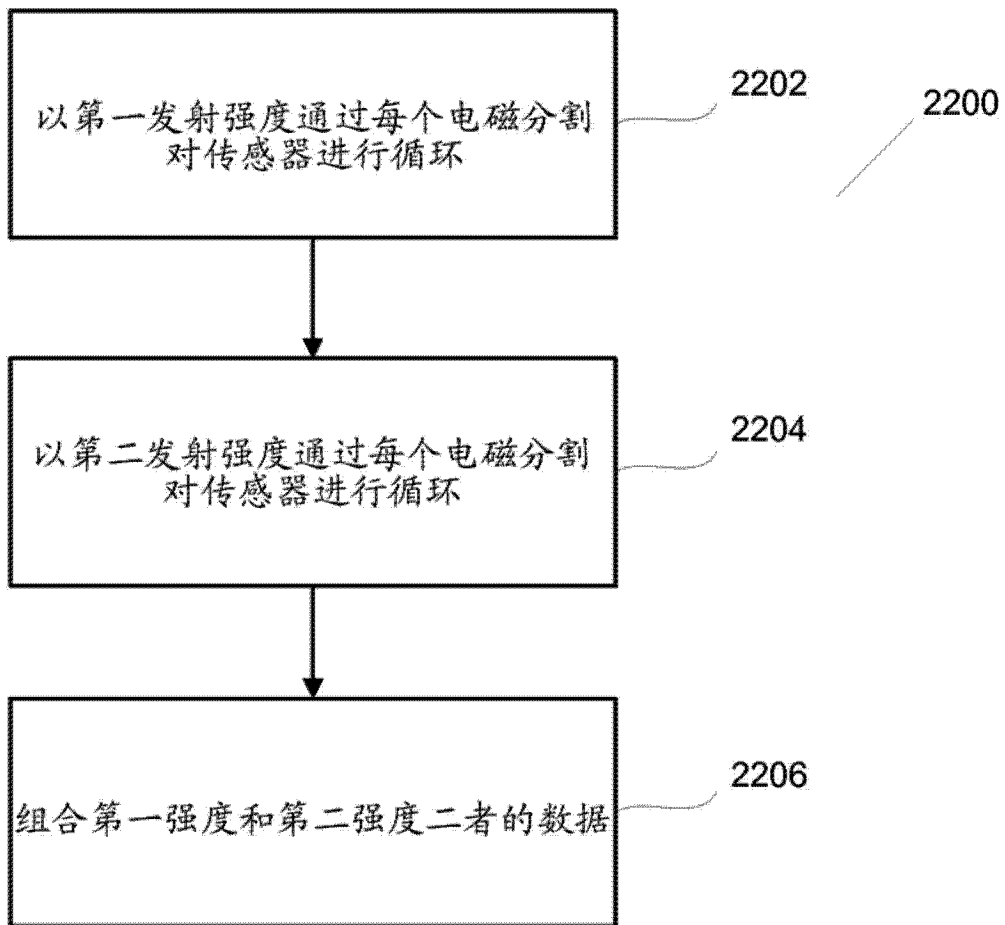 以第一发射强度通过每个电磁分割
对传感器进行循环
2202
2200
以第二发射强度通过每个电磁分割
对传感器进行循环
2204
组合第一强度和第二强度二者的数据
2206